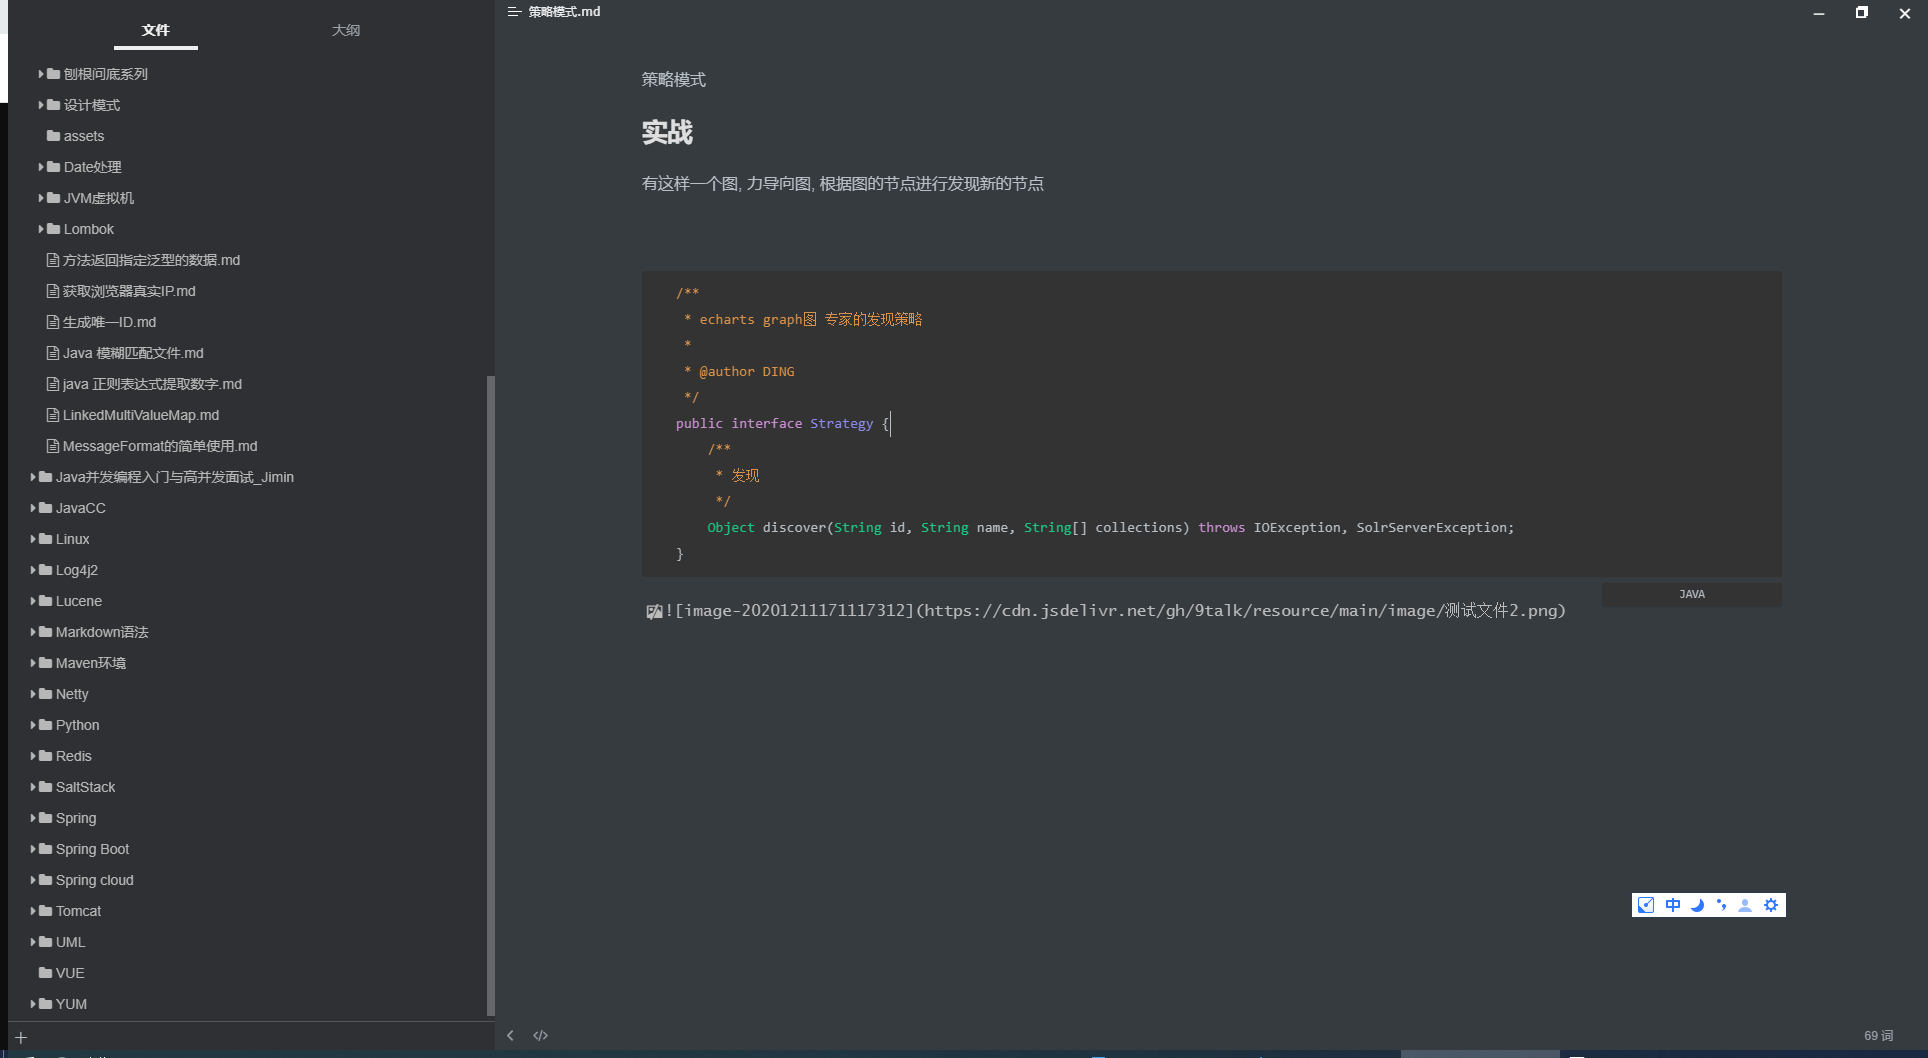 文件
大纲
刨根问底系列
设计模式
assets
Date处理
JVM虚拟机
Lombok
方法返回指定泛型的数据.md
获取浏览器真实IP.md
生成唯一ID.md
Java 模糊匹配文件.md
java 正则表达式提取数字.md
LinkedMultiValueMap.md
MessageFormat的简单使用.md
Java并发编程入门与高并发面试_Jimin
JavaCC
Linux
Log4j2
Lucene
Markdown语法
Maven环境
Netty
Python
Redis
SaltStack
Spring
Spring Boot
Spring cloud
Tomcat
UML
VUE
YUM
策略模式.md
策略模式
实战
有这样一个图, 力导向图, 根据图的节点进行发现新的节点
/**
 * echarts graph图 专家的发现策略
 *
 * @author DING
 */
public interface Strategy {
    /**
     * 发现
     */
    Object discover(String id, String name, String[] collections) throws IOException, SolrServerException;
}
JAVA
![image-20201211171117312](https://cdn.jsdelivr.net/gh/9talk/resource/main/image/测试文件2.png)
中
69 词